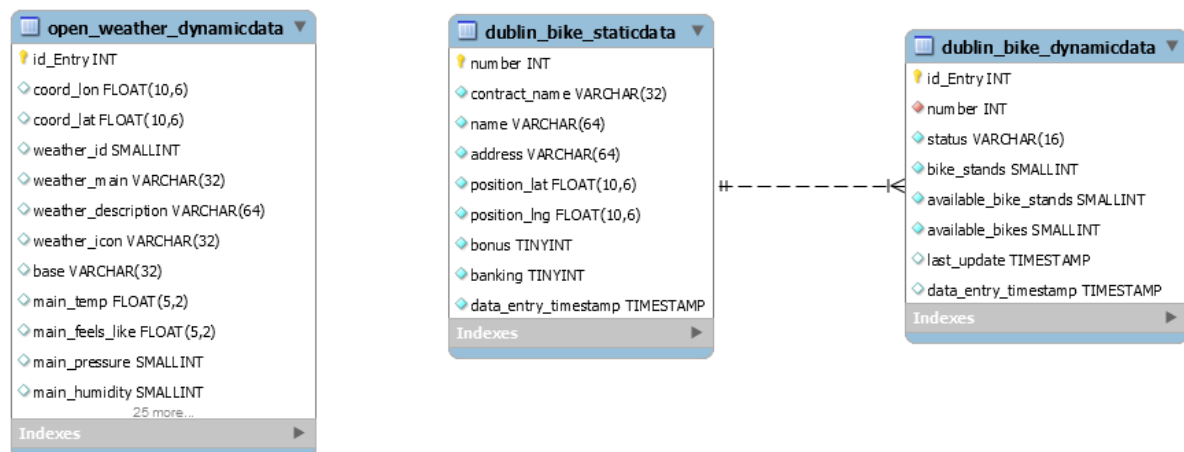 open_weather_dynamicdata
id_Entry INT
coord_lon FLOAT(10,6)
coord_lat FLOAT(10,6)
weather_id SMALLINT
weather_main VARCHAR(32)
weather_description VARCHAR(64)
weather_icon VARCHAR(32)
base VARCHAR(32)
main_temp FLOAT(5,2)
main_feels_like FLOAT(5,2)
main_pressure SMALLINT
main_humidity SMALLINT
25 more...
Indexes
dublin_bike_staticdata
number INT
contract_name VARCHAR(32)
name VARCHAR(64)
address VARCHAR(64)
position_lat FLOAT(10,6)
position_lng FLOAT(10,6)
bonus TINYINT
banking TINYINT
data_entry_timestamp TIMESTAMP
Indexes
dublin_bike_dynamicdata
id_Entry INT
number INT
status VARCHAR(16)
bike_stands SMALLINT
available_bike_stands SMALLINT
available_bikes SMALLINT
last_update TIMESTAMP
data_entry_timestamp TIMESTAMP
Indexes